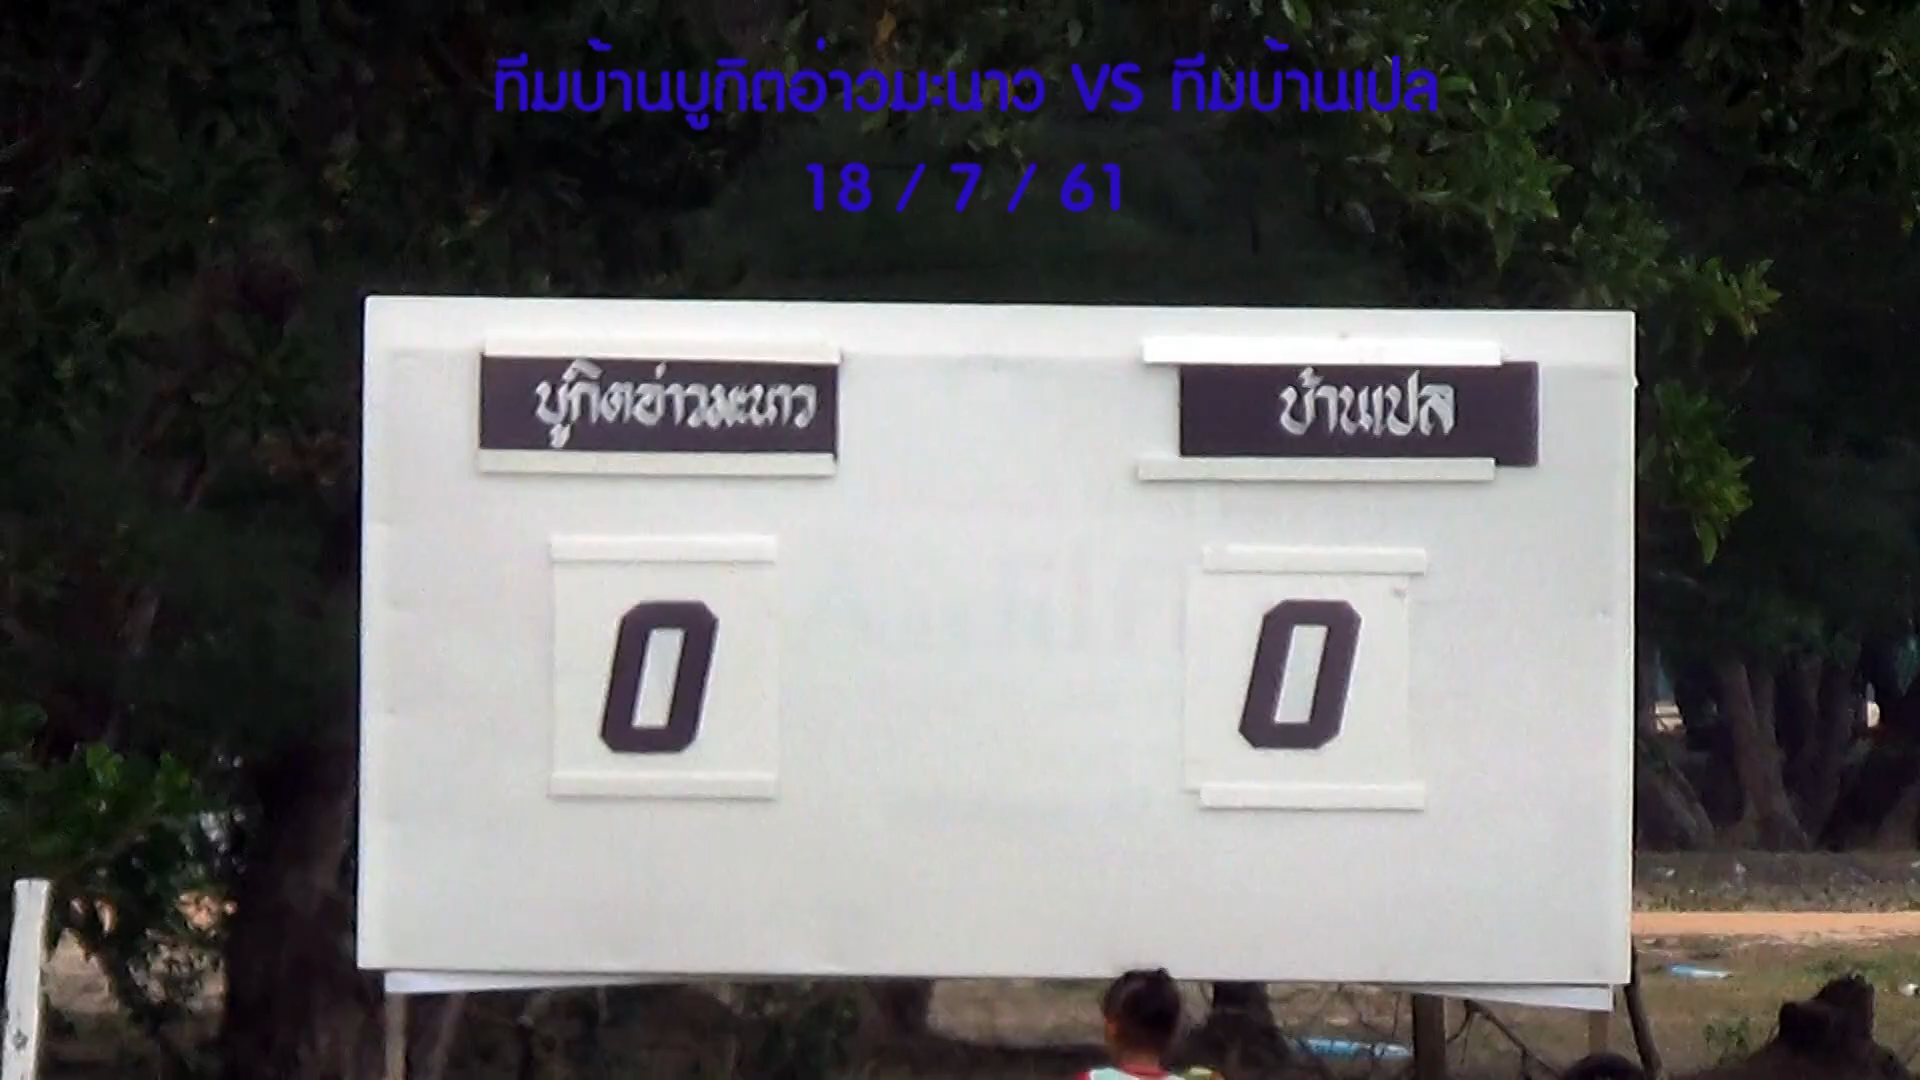 ทีมบ้านบูกิตอ่าวมะนาว VS ทีมบ้านเปล
18 / 7 / 61
บูกิตอ่าวมะนาว บ้านเปล
0 0